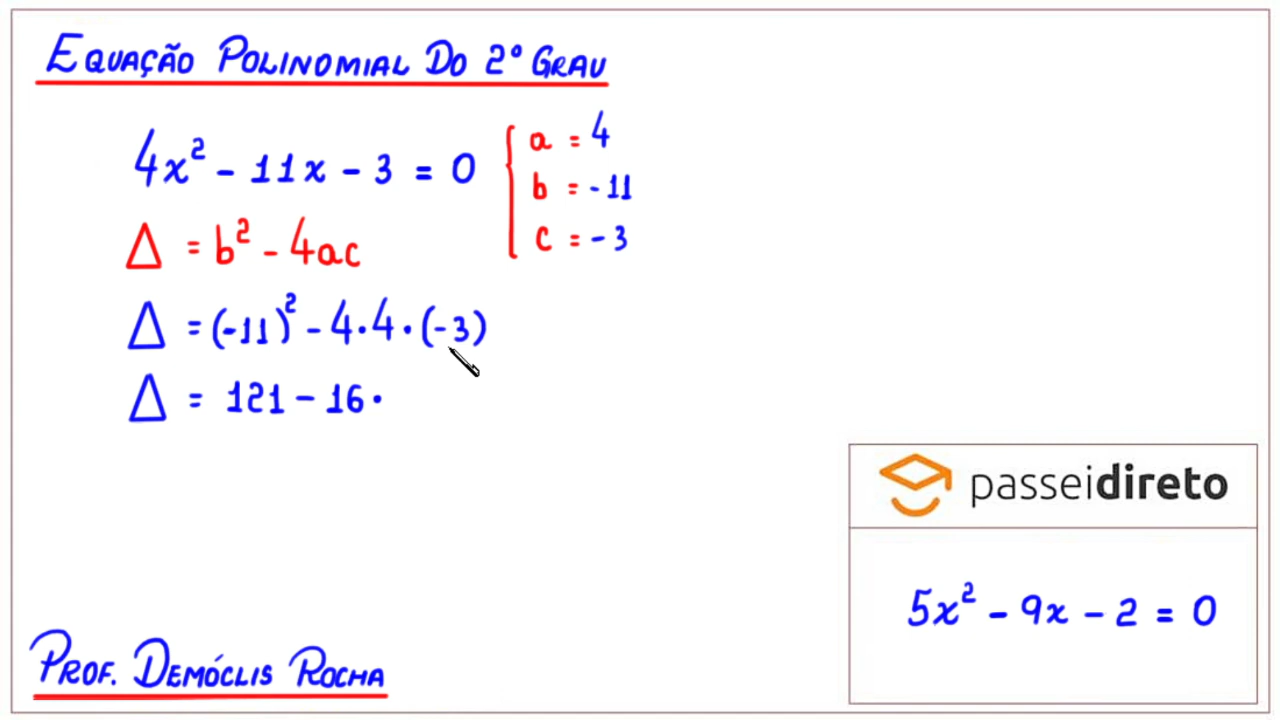 EQUAÇÃO POLINOMIAL DO 2º GRAU
4x² - 11x - 3 = 0
a = 4
b = -11
c = -3
Δ = b² - 4ac
Δ = (-11)² - 4·4·(-3)
Δ = 121 - 16·
passeidireto
5x² - 9x - 2 = 0
PROF. DEMÓCLIS ROCHA